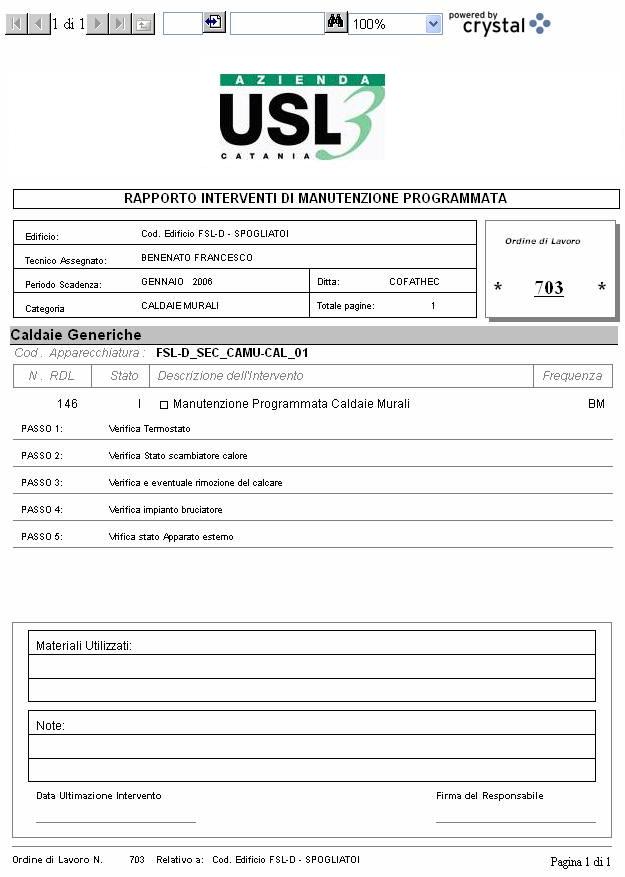 1 di 1 100% powered by crystal
AZIENDA
USL3
CATANIA
RAPPORTO INTERVENTI DI MANUTENZIONE PROGRAMMATA
Edificio: Cod. Edificio FSL-D - SPOGLIATOI
Tecnico Assegnato: BENENATO FRANCESCO
Periodo Scadenza: GENNAIO 2006 Ditta: COFATHEC
Categoria CALDAIE MURALI Totale pagine: 1
Ordine di Lavoro
* 703 *
Caldaie Generiche
Cod. Apparecchiatura: FSL-D_SEC_CAMU-CAL_01
N. RDL Stato Descrizione dell'Intervento Frequenza
146 I Manutenzione Programmata Caldaie Murali BM
PASSO 1: Verifica Termostato
PASSO 2: Verifica Stato scambiatore calore
PASSO 3: Verifica e eventuale rimozione del calcare
PASSO 4: Verifica impianto bruciatore
PASSO 5: Vrifica stato Apparato esterno
Materiali Utilizzati:
Note:
Data Ultimazione Intervento Firma del Responsabile
Ordine di Lavoro N. 703 Relativo a: Cod. Edificio FSL-D - SPOGLIATOI Pagina 1 di 1